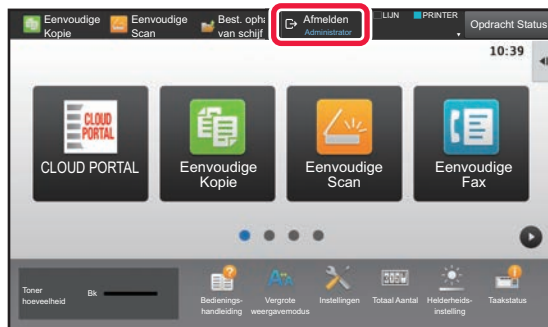 Eenvoudige
Kopie
Eenvoudige
Scan
Best. opha
van schijf
Afmelden
Administrator
LIJN
PRINTER
Opdracht Status
10:39
CLOUD
PORTAL
CLOUD PORTAL
Eenvoudige
Kopie
Eenvoudige
Scan
Eenvoudige
Fax
Toner
hoeveelheid
Bk
Bedienings-
handleiding
Vergrote
weergavemodus
Instellingen
Totaal Aantal
Helderheids-
instelling
Taakstatus